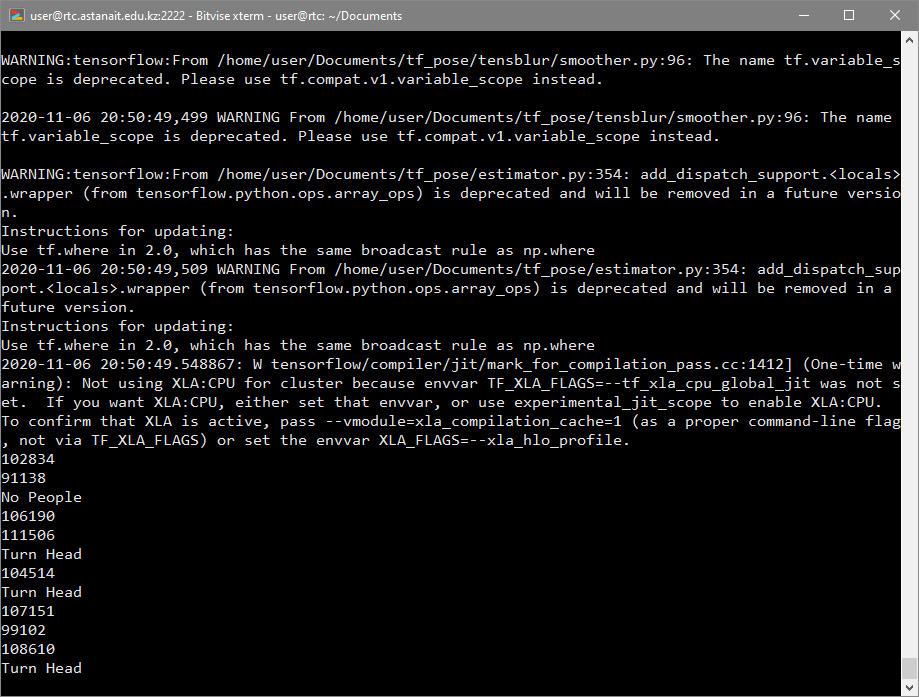 user@rtc.astanait.edu.kz:2222 - Bitvise xterm - user@rtc: ~/Documents
WARNING:tensorflow:From /home/user/Documents/tf_pose/tensblur/smoother.py:96: The name tf.variable_s
cope is deprecated. Please use tf.compat.v1.variable_scope instead.
2020-11-06 20:50:49,499 WARNING From /home/user/Documents/tf_pose/tensblur/smoother.py:96: The name
tf.variable_scope is deprecated. Please use tf.compat.v1.variable_scope instead.
WARNING:tensorflow:From /home/user/Documents/tf_pose/estimator.py:354: add_dispatch_support.<locals>
.wrapper (from tensorflow.python.ops.array_ops) is deprecated and will be removed in a future versio
n.
Instructions for updating:
Use tf.where in 2.0, which has the same broadcast rule as np.where
2020-11-06 20:50:49,509 WARNING From /home/user/Documents/tf_pose/estimator.py:354: add_dispatch_sup
port.<locals>.wrapper (from tensorflow.python.ops.array_ops) is deprecated and will be removed in a
future version.
Instructions for updating:
Use tf.where in 2.0, which has the same broadcast rule as np.where
2020-11-06 20:50:49.548867: W tensorflow/compiler/jit/mark_for_compilation_pass.cc:1412] (One-time w
arning): Not using XLA:CPU for cluster because envvar TF_XLA_FLAGS=--tf_xla_cpu_global_jit was not s
et.  If you want XLA:CPU, either set that envvar, or use experimental_jit_scope to enable XLA:CPU.
To confirm that XLA is active, pass --vmodule=xla_compilation_cache=1 (as a proper command-line flag
, not via TF_XLA_FLAGS) or set the envvar XLA_FLAGS=--xla_hlo_profile.
102834
91138
No People
106190
111506
Turn Head
104514
Turn Head
107151
99102
108610
Turn Head